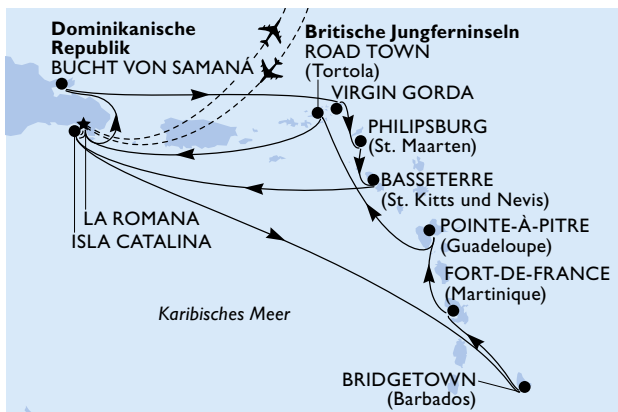 Dominikanische
Republik
BUCHT VON SAMANA
Britische Jungferninseln
ROAD TOWN
(Tortola)
VIRGIN GORDA
PHILIPSBURG
(St. Maarten)
BASSETERRE
(St. Kitts und Nevis)
LA ROMANA
ISLA CATALINA
POINTE-À-PITRE
(Guadeloupe)
FORT-DE-FRANCE
(Martinique)
Karibisches Meer
BRIDGETOWN
(Barbados)